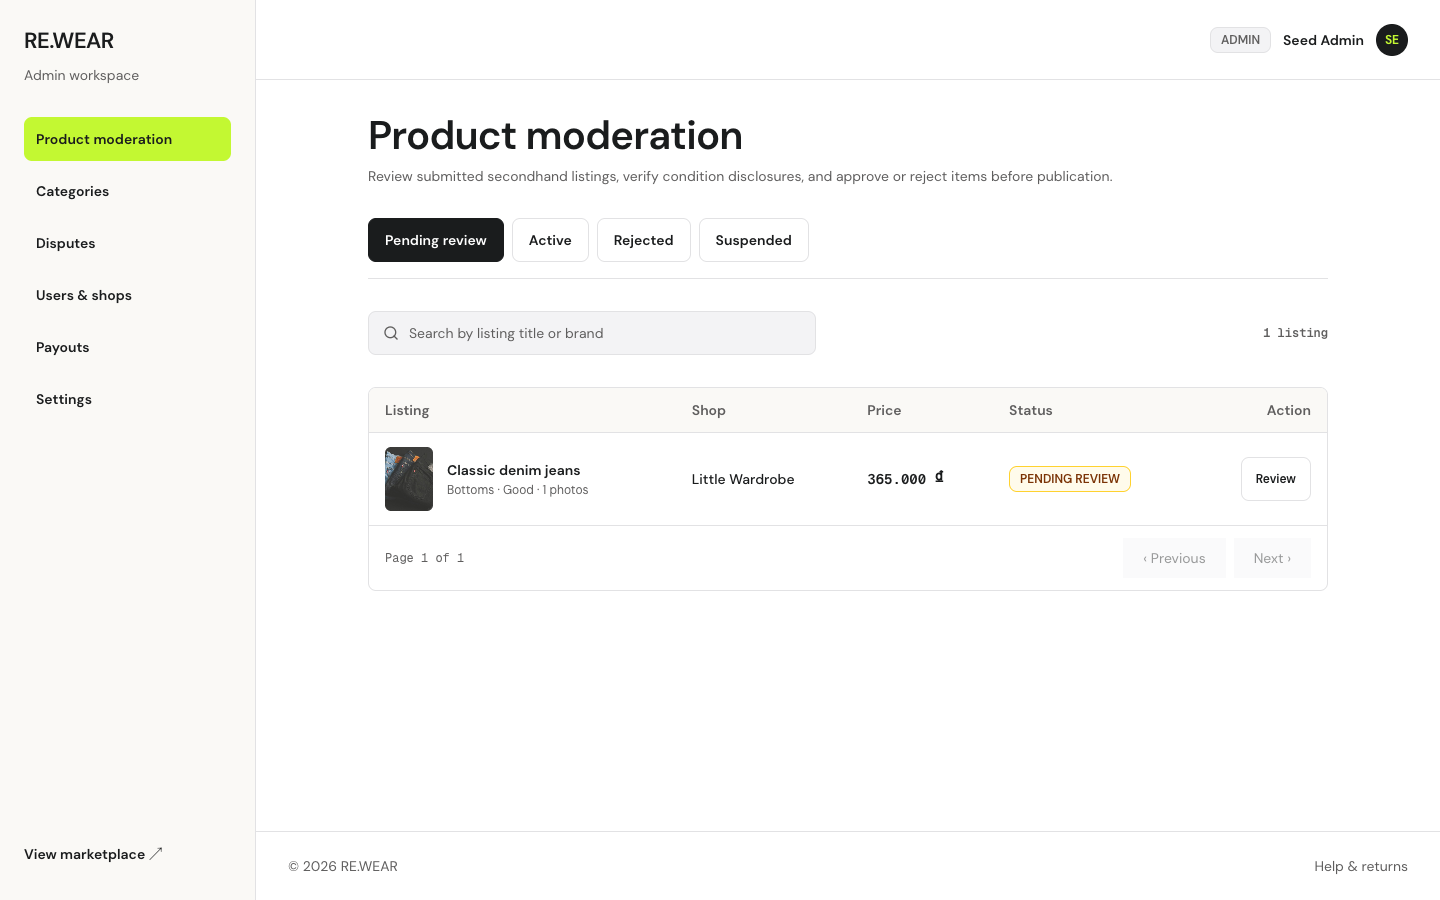 RE.WEAR
Admin workspace
Product moderation
Categories
Disputes
Users & shops
Payouts
Settings
View marketplace ↗
ADMIN
Seed Admin
SE
Product moderation
Review submitted secondhand listings, verify condition disclosures, and approve or reject items before publication.
Pending review
Active
Rejected
Suspended
Search by listing title or brand
1 listing
Listing
Shop
Price
Status
Action
Classic denim jeans
Bottoms · Good · 1 photos
Little Wardrobe
365.000 ₫
PENDING REVIEW
Review
Page 1 of 1
‹ Previous
Next ›
© 2026 RE.WEAR
Help & returns